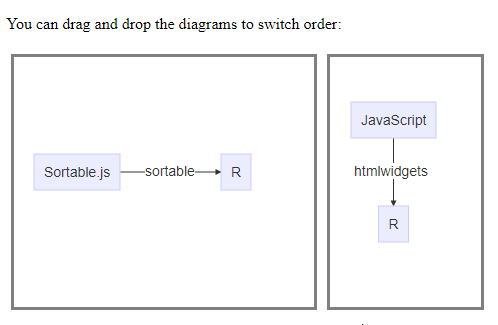 You can drag and drop the diagrams to switch order:
Sortable.js
sortable
R
JavaScript
htmlwidgets
R